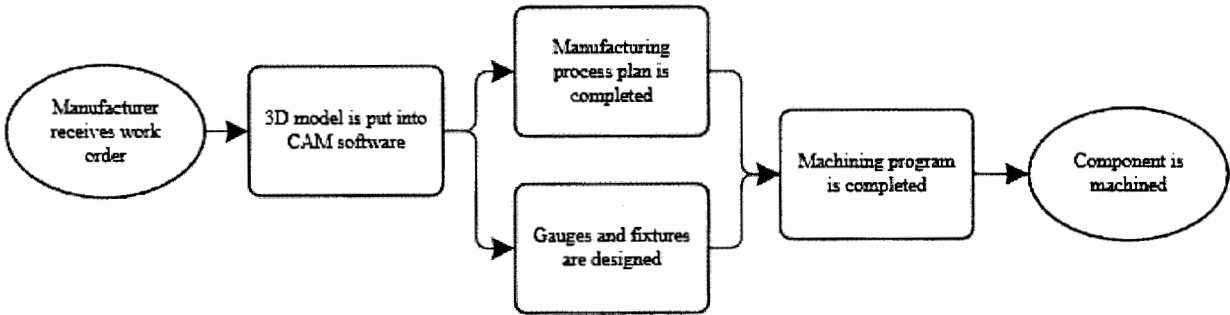 Manufacturer
receives work
order
3D model is put into
CAM software
Manufacturing
process plan is
completed
Gauges and fixtures
are designed
Machining program
is completed
Component is
machined